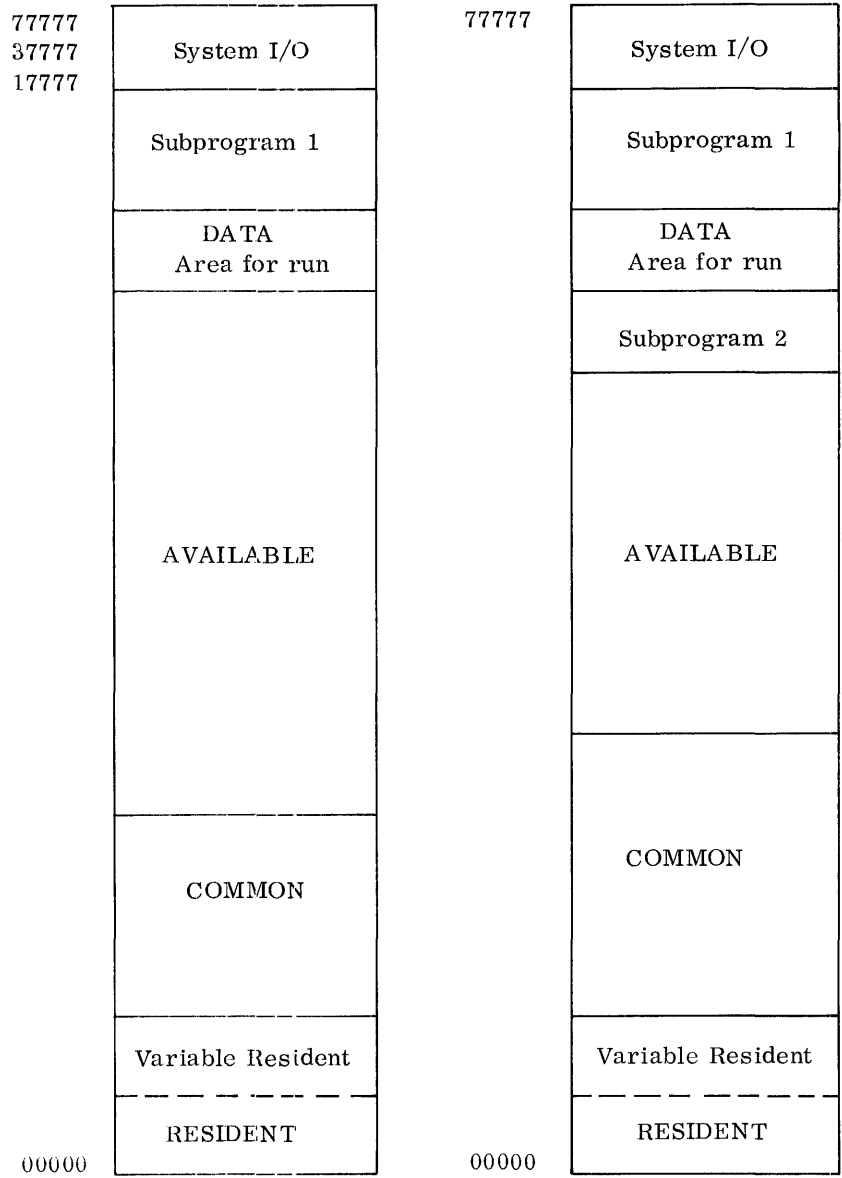 77777
37777
17777
System I/O
Subprogram 1
DATA
Area for run
AVAILABLE
COMMON
Variable Resident
RESIDENT
00000
77777
System I/O
Subprogram 1
DATA
Area for run
Subprogram 2
AVAILABLE
COMMON
Variable Resident
RESIDENT
00000